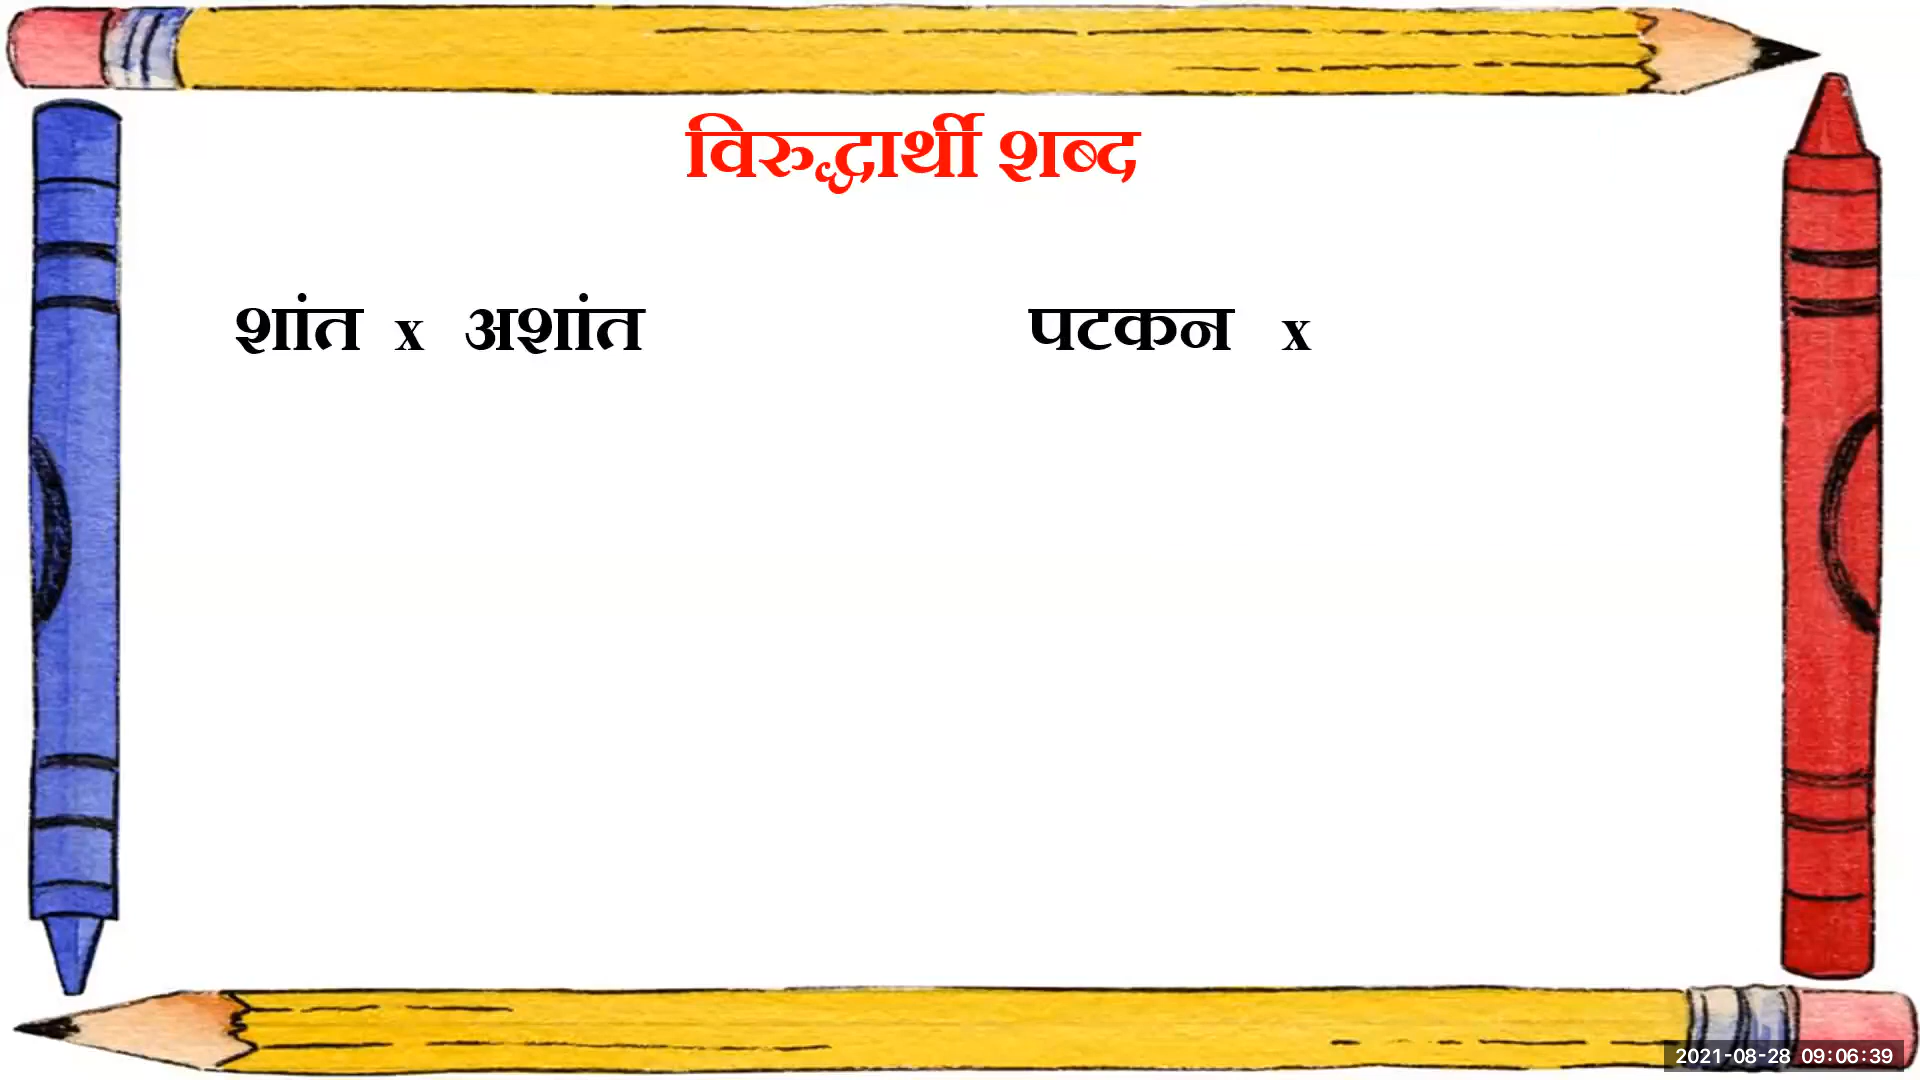 विरुद्धार्थी शब्द
शांत x अशांत पटकन x
2021-08-28 09:06:39